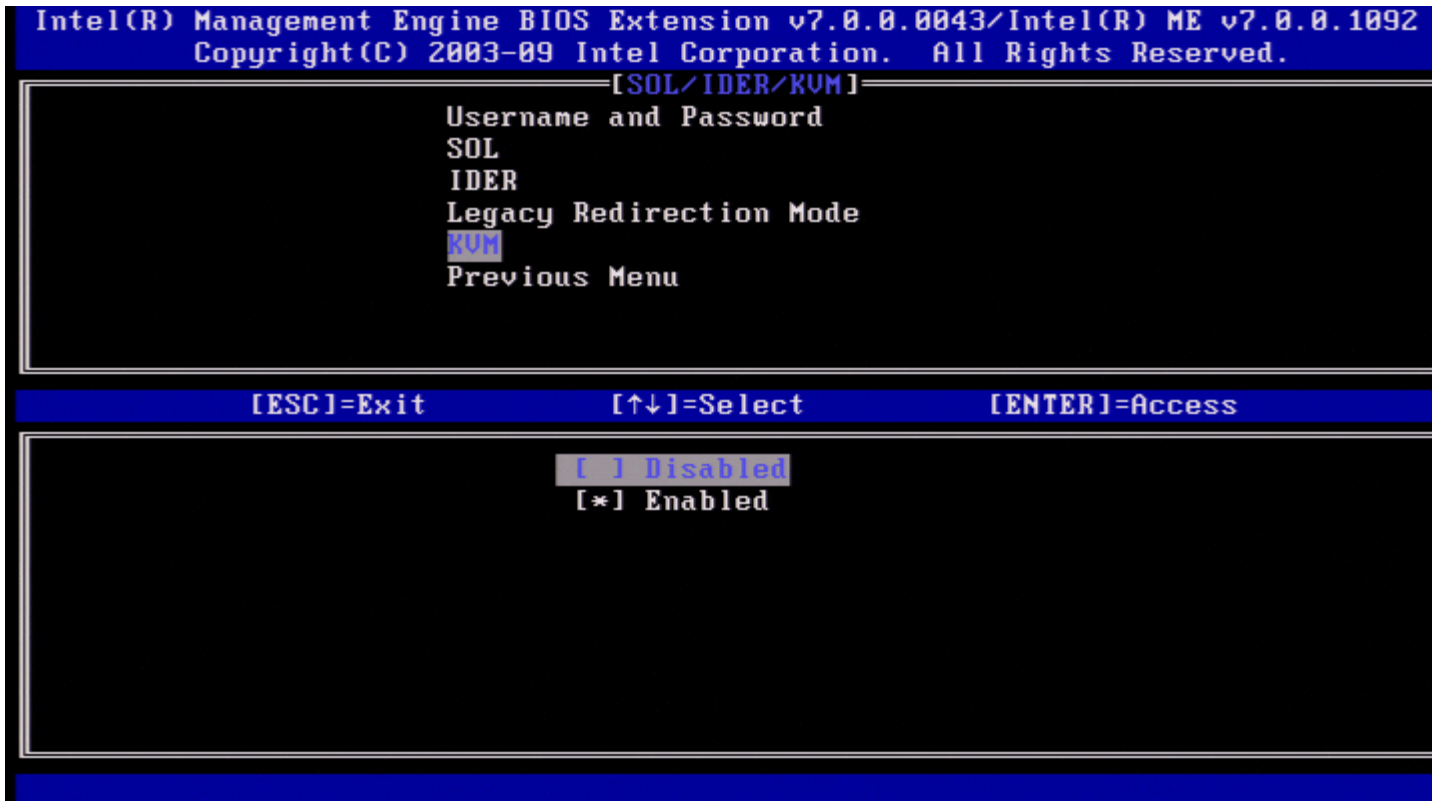 Intel(R) Management Engine BIOS Extension v7.0.0.0043/Intel(R) ME v7.0.0.1092
Copyright(C) 2003-09 Intel Corporation. All Rights Reserved.
[SOL/IDER/KVM]
Username and Password
SOL
IDER
Legacy Redirection Mode
KVM
Previous Menu
[ESC]=Exit [↑↓]=Select [ENTER]=Access
[ ] Disabled
[*] Enabled